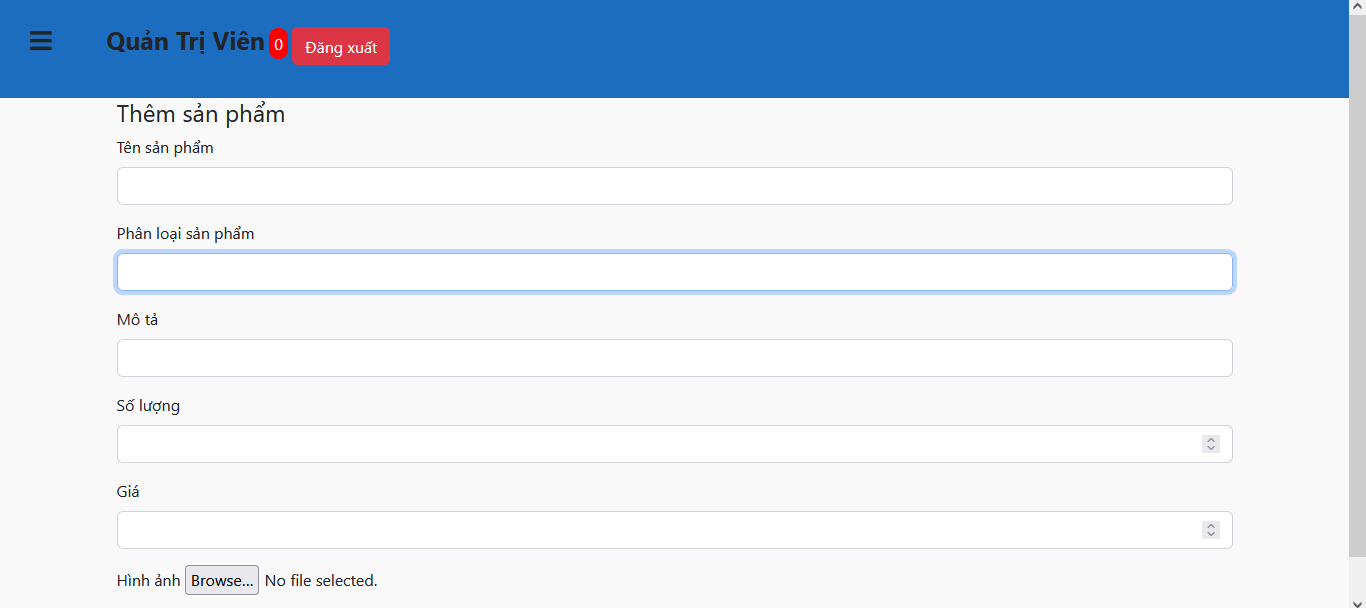 Quản Trị Viên 0 Đăng xuất
Thêm sản phẩm
Tên sản phẩm
Phân loại sản phẩm
Mô tả
Số lượng
Giá
Hình ảnh Browse... No file selected.